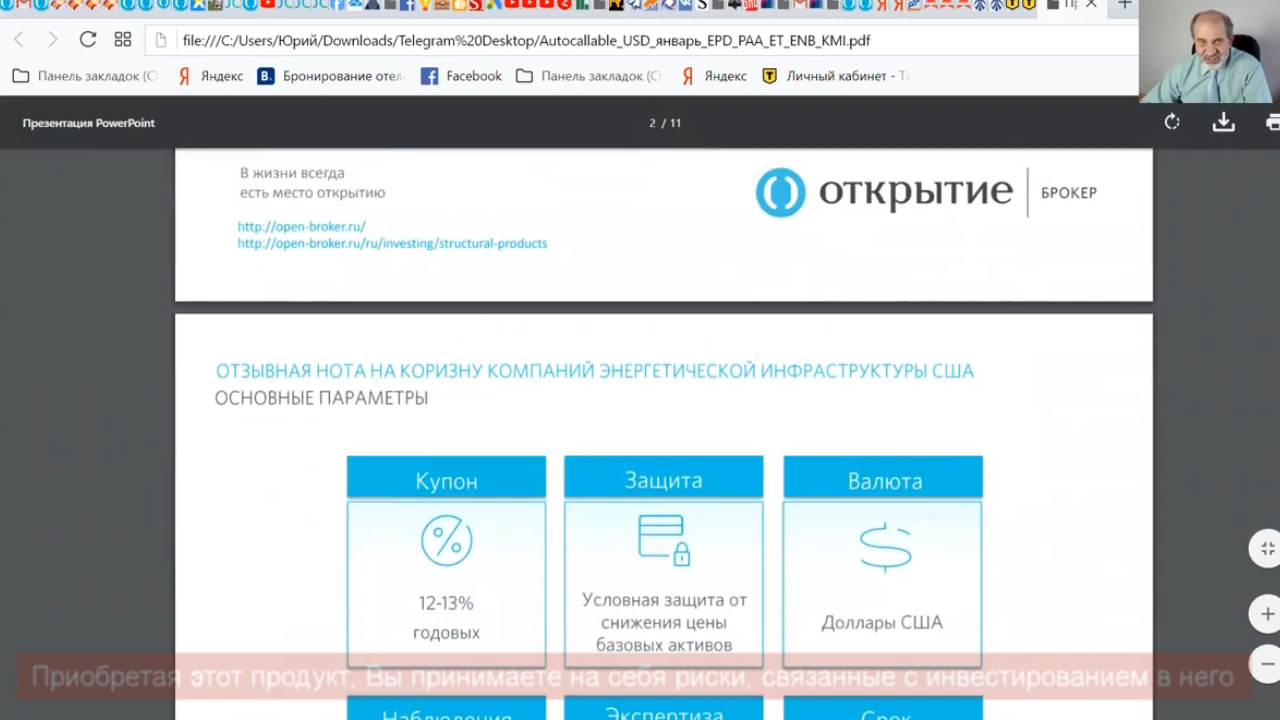 file:///C:/Users/Юрий/Downloads/Telegram%20Desktop/Autocallable_USD_январь_EPD_PAA_ET_ENB_KMI.pdf
Панель закладок (С
Яндекс
B. Бронирование отел
Facebook
Панель закладок (С
Яндекс
Личный кабинет - Т
Презентация PowerPoint
2 / 11
В жизни всегда
есть место открытию
http://open-broker.ru/
http://open-broker.ru/ru/investing/structural-products
открытие
БРОКЕР
ОТЗЫВНАЯ НОТА НА КОРИЗНУ КОМПАНИЙ ЭНЕРГЕТИЧЕСКОЙ ИНФРАСТРУКТУРЫ США
ОСНОВНЫЕ ПАРАМЕТРЫ
Купон
12-13%
годовых
Защита
Условная защита от
снижения цены
базовых активов
Валюта
Доллары США
Приобретая этот продукт, Вы принимаете на себя риски, связанные с инвестированием в него
Наблюдения
Экспертиза
Срок